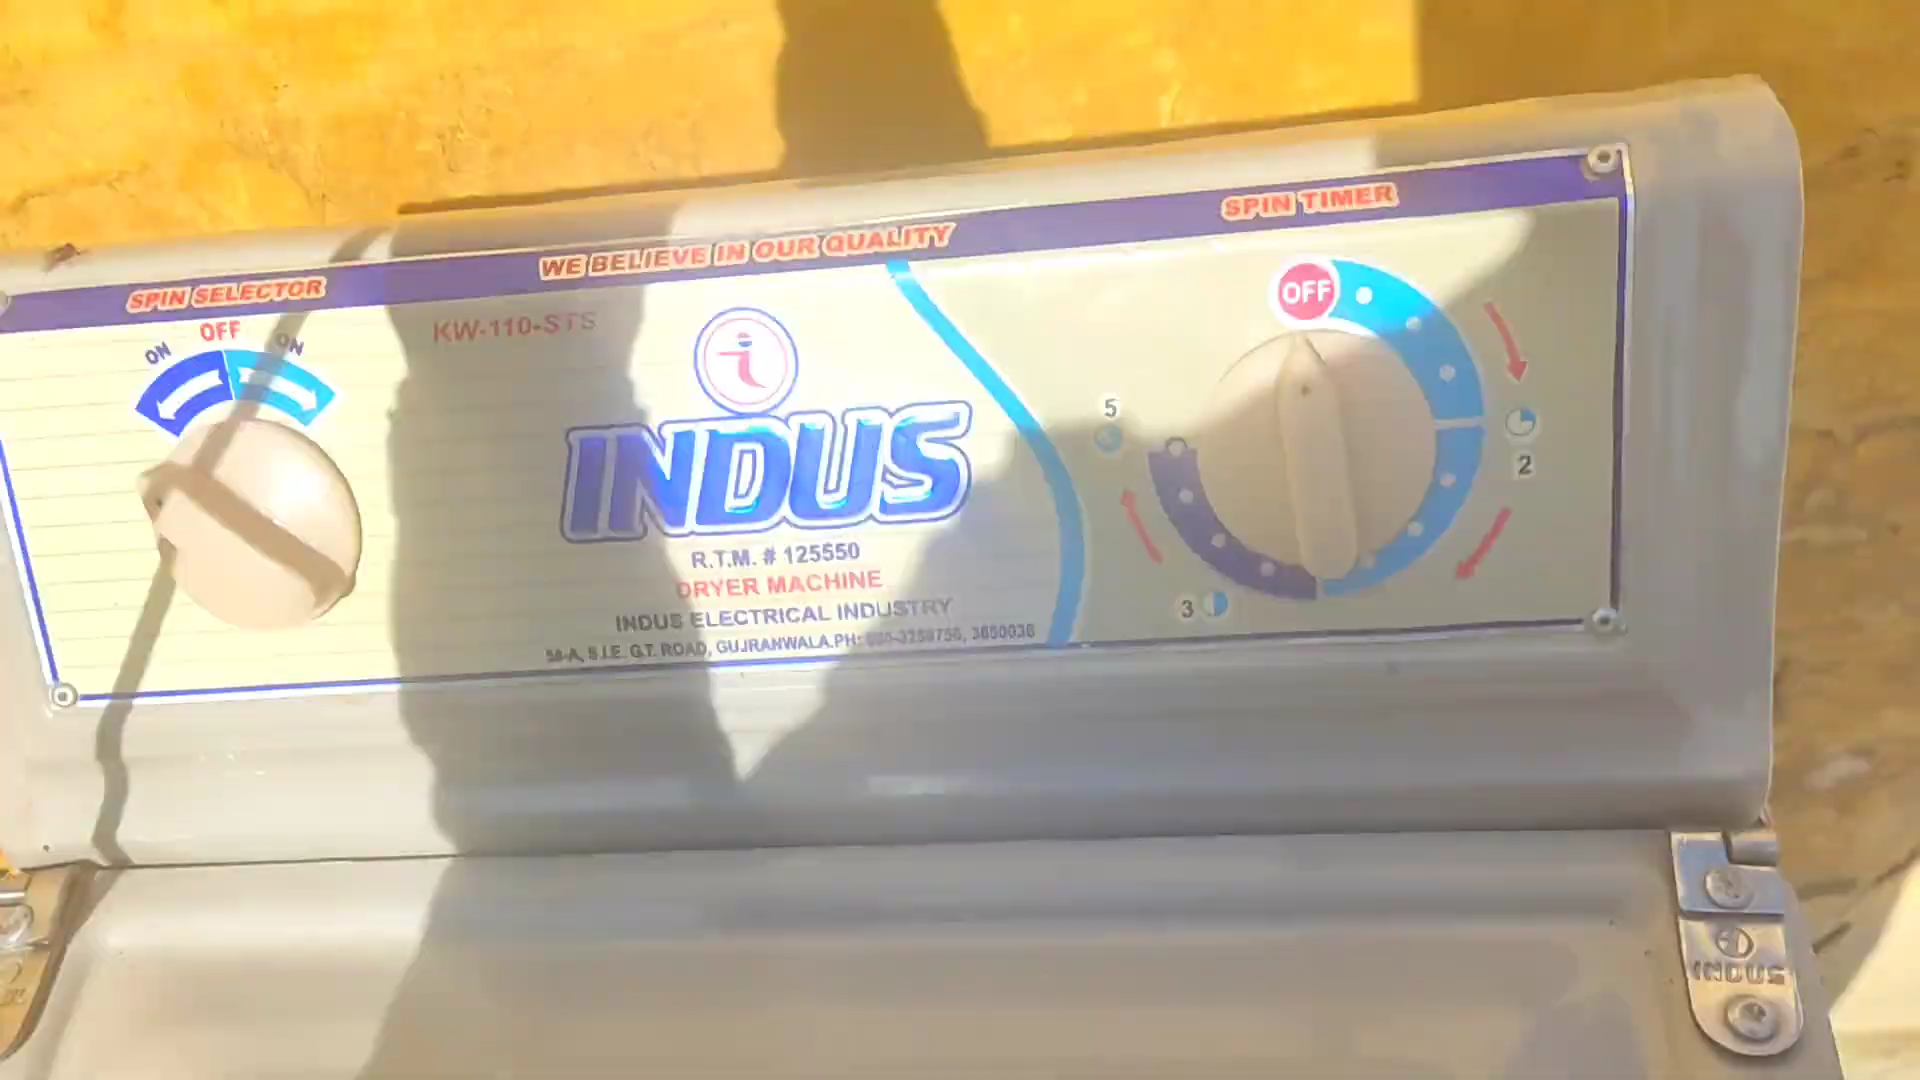 SPIN SELECTOR
WE BELIEVE IN OUR QUALITY
SPIN TIMER
ON OFF ON
KW-110-STS
i
INDUS
R.T.M. # 125550
DRYER MACHINE
INDUS ELECTRICAL INDUSTRY
S.I.E. G.T. ROAD, GUJRANWALA.PH:
OFF
5
2
3
INDUS